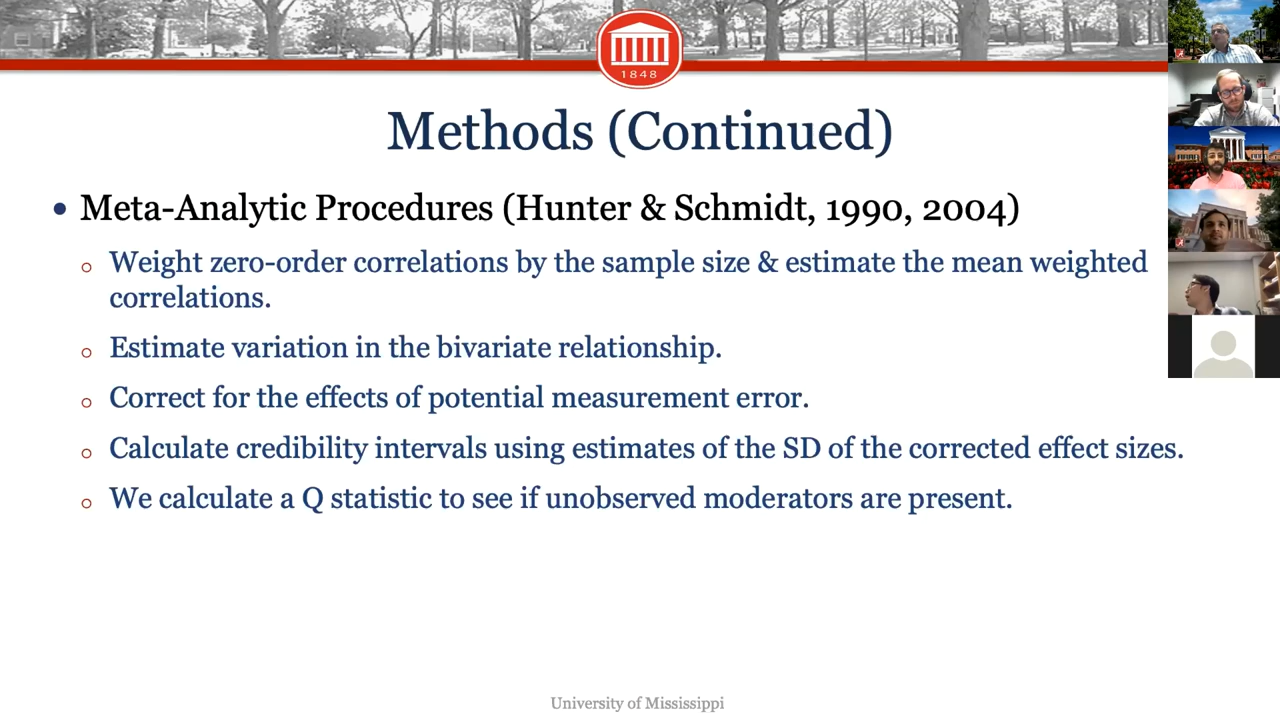 1848
Methods (Continued)
• Meta-Analytic Procedures (Hunter & Schmidt, 1990, 2004)
o Weight zero-order correlations by the sample size & estimate the mean weighted
correlations.
o Estimate variation in the bivariate relationship.
o Correct for the effects of potential measurement error.
o Calculate credibility intervals using estimates of the SD of the corrected effect sizes.
o We calculate a Q statistic to see if unobserved moderators are present.
University of Mississippi